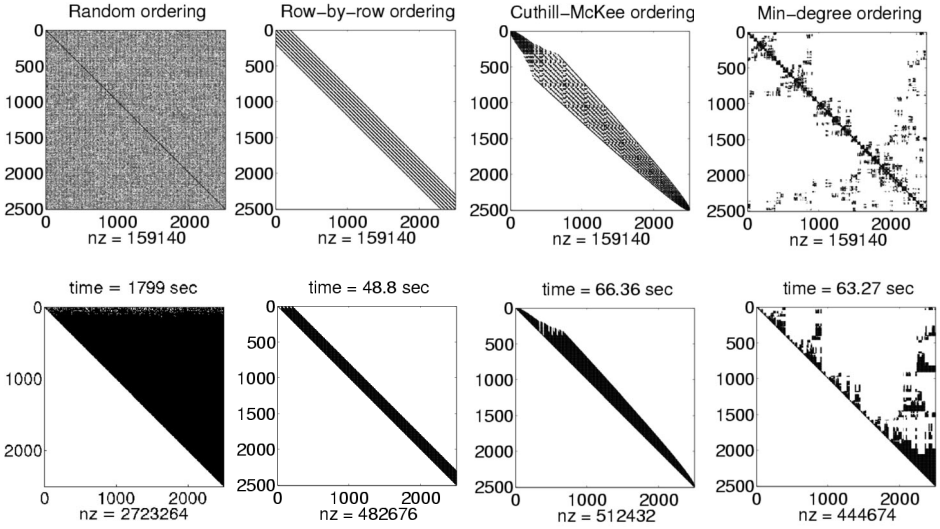 Random ordering
Row-by-row ordering
Cuthill-McKee ordering
Min-degree ordering
0
500
1000
1500
2000
2500
0 1000 2000
nz = 159140
0
500
1000
1500
2000
2500
0 1000 2000
nz = 159140
0
500
1000
1500
2000
2500
0 1000 2000
nz = 159140
0
500
1000
1500
2000
2500
0 1000 2000
nz = 159140
time = 1799 sec
time = 48.8 sec
time = 66.36 sec
time = 63.27 sec
0
1000
2000
0 1000 2000
nz = 2723264
0
500
1000
1500
2000
2500
0 1000 2000
nz = 482676
0
500
1000
1500
2000
2500
0 1000 2000
nz = 512432
0
500
1000
1500
2000
2500
0 1000 2000
nz = 444674